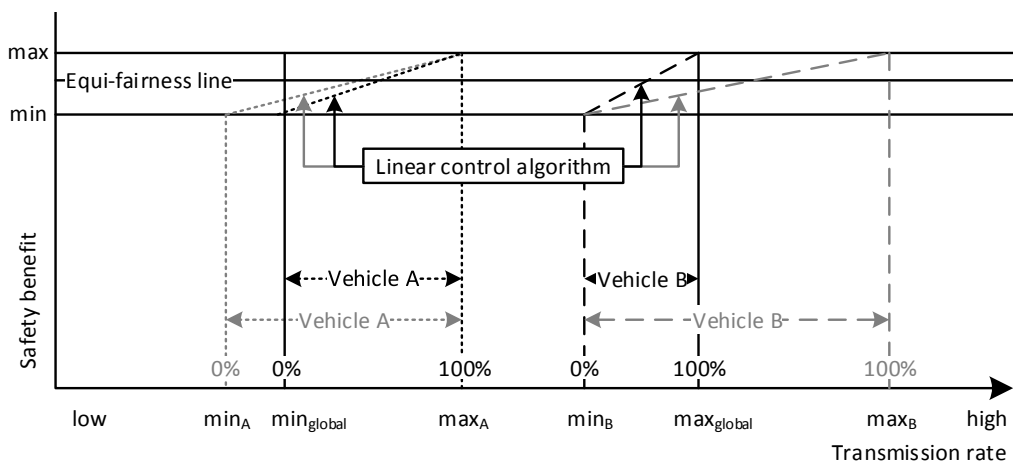 max
Equi-fairness line
min
Linear control algorithm
Safety benefit
Vehicle A
Vehicle B
Vehicle A
Vehicle B
0% 0% 100% 0% 100% 100%
low min_A min_global max_A min_B max_global max_B high
Transmission rate